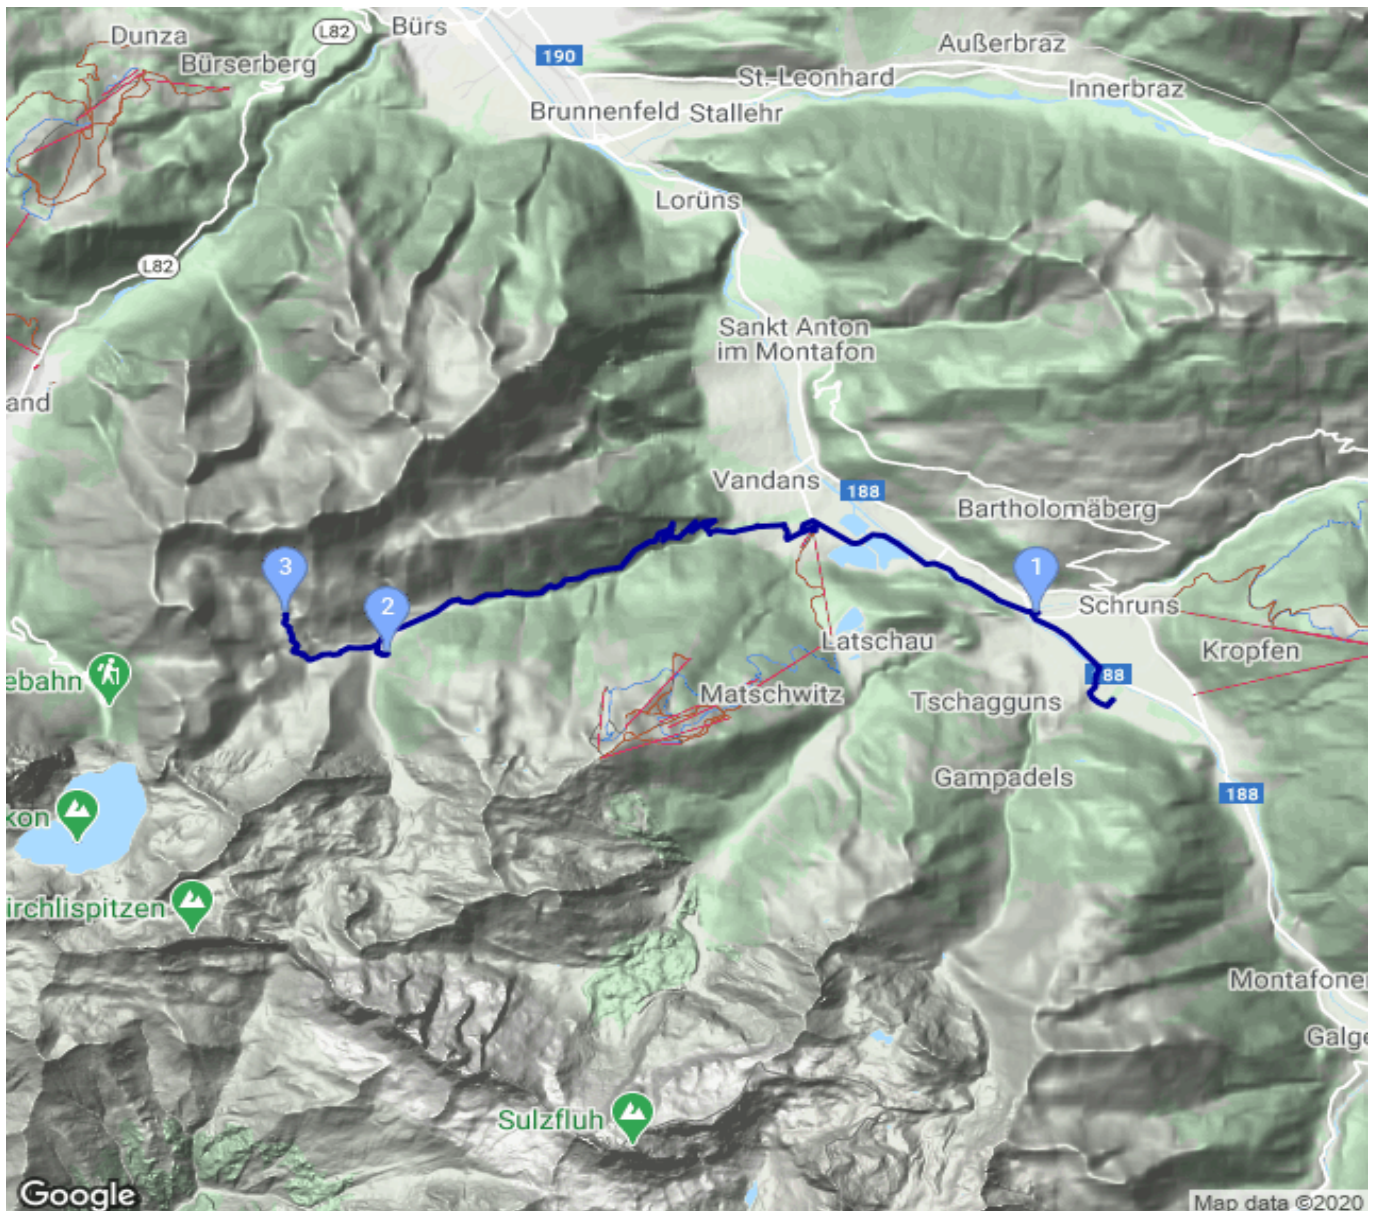 Dunza
Bürs
L82
Bürserberg
190
Außerbraz
St. Leonhard
Innerbraz
Brunnenfeld
Stallehr
Lorüns
L82
Sankt Anton
im Montafon
and
Vandans
188
Bartholomäberg
3
1
2
Schruns
Latschau
Kropfen
ebahn
188
Matschwitz
Tschagguns
Gampadels
188
kon
irchlispitzen
Montafone
Galge
Sulzfluh
Google
Map data ©2020